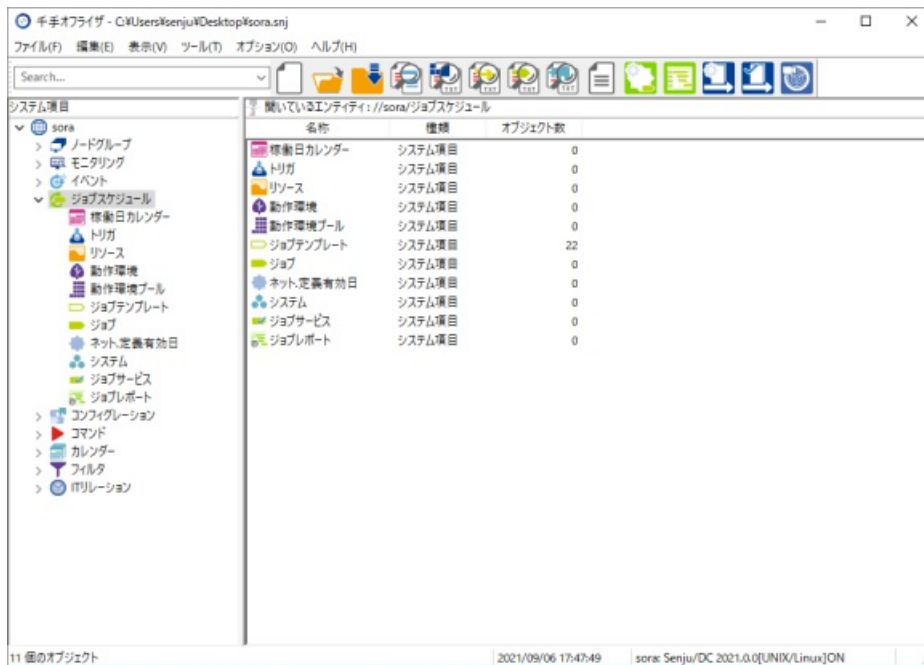 千手オフライザ - C:¥Users¥senju¥Desktop¥sora.snj
ファイル(F) 編集(E) 表示(V) ツール(T) オプション(O) ヘルプ(H)
Search...
システム項目
sora
ノードグループ
モニタリング
イベント
ジョブスケジュール
稼働日カレンダー
トリガ
リソース
動作環境
動作環境プール
ジョブテンプレート
ジョブ
ネット,定義有効日
システム
ジョブサービス
ジョブレポート
コンフィグレーション
コマンド
カレンダー
フィルタ
ITリレーション
開いているエンティティ://sora/ジョブスケジュール
名称 種類 オブジェクト数
稼働日カレンダー システム項目 0
トリガ システム項目 0
リソース システム項目 0
動作環境 システム項目 0
動作環境プール システム項目 0
ジョブテンプレート システム項目 22
ジョブ システム項目 0
ネット,定義有効日 システム項目 0
システム システム項目 0
ジョブサービス システム項目 0
ジョブレポート システム項目 0
11 個のオブジェクト 2021/09/06 17:47:49 sora: Senju/DC 2021.0.0[UNIX/Linux]ON